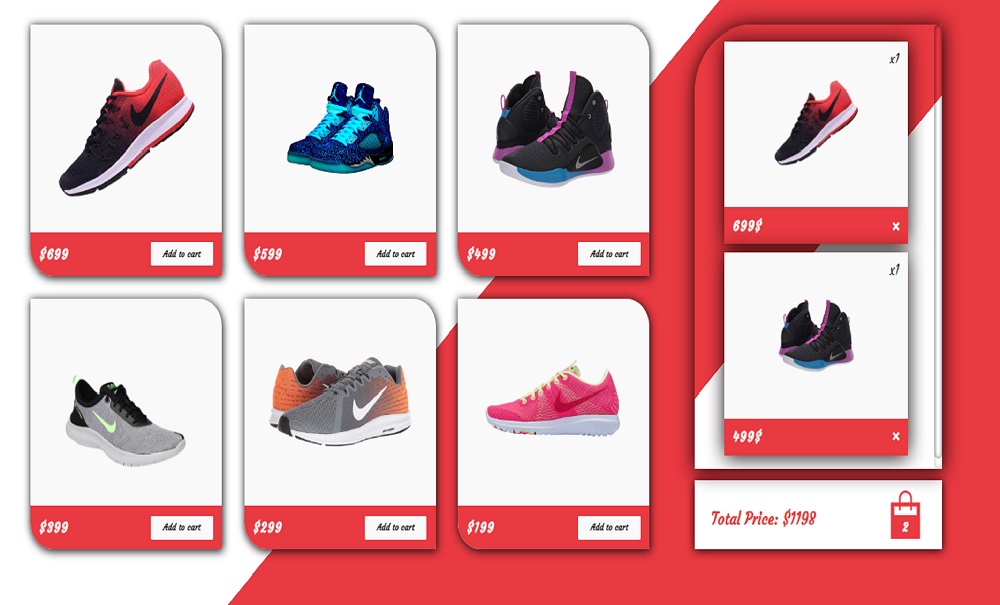 $699
Add to cart
$599
Add to cart
$499
Add to cart
$399
Add to cart
$299
Add to cart
$199
Add to cart
x1
699$ ×
x1
499$ ×
Total Price: $1198
2